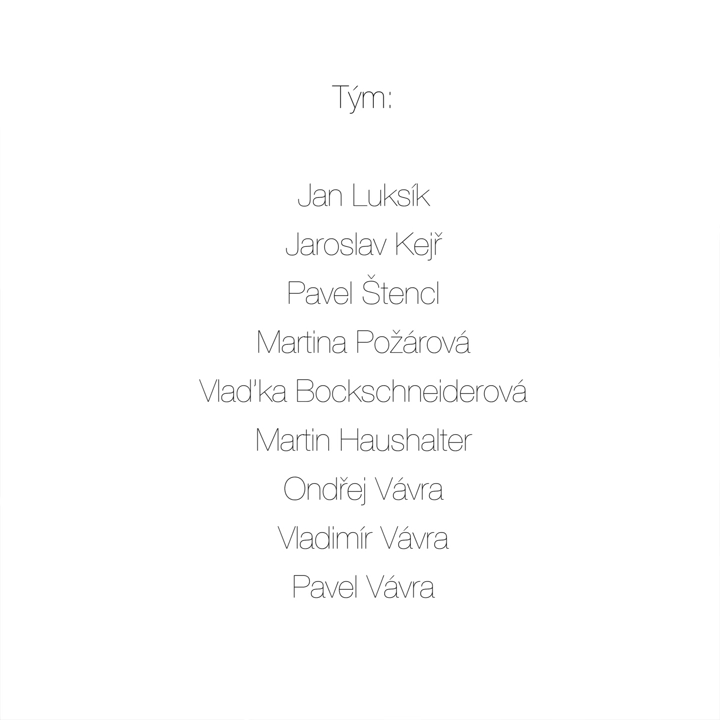 Tým:
Jan Luksík
Jaroslav Kejř
Pavel Štencl
Martina Požárová
Vlaďka Bockschneiderová
Martin Haushalter
Ondřej Vávra
Vladimír Vávra
Pavel Vávra